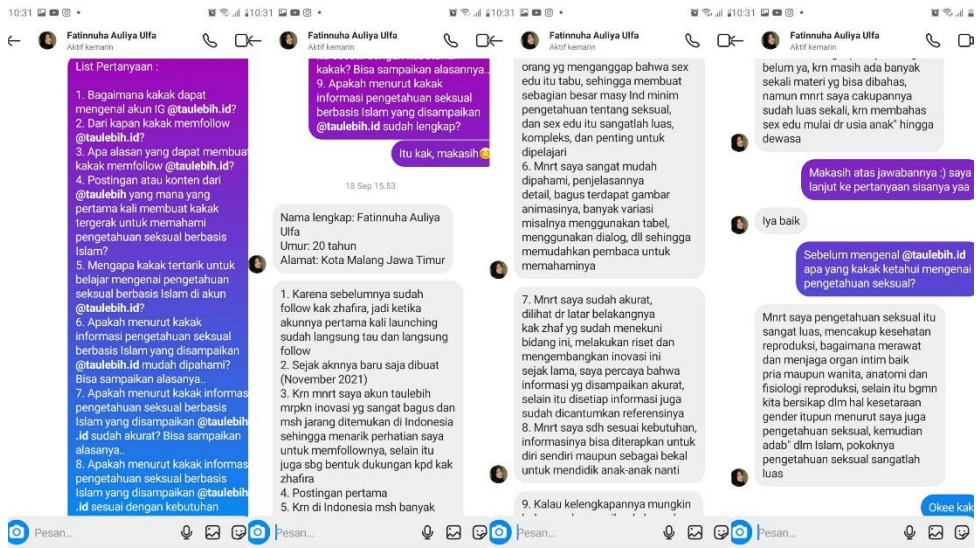 10:31
Fatinnuha Auliya Ulfa
Aktif kemarin
List Pertanyaan :
1. Bagaimana kakak dapat
mengenal akun IG @taulebih.id?
2. Dari kapan kakak memfollow
@taulebih.id?
3. Apa alasan yang dapat membua
kakak memfollow @taulebih.id?
4. Postingan atau konten dari
@taulebih.id yang mana yang
pertama kali membuat kakak
tergerak untuk memahami
pengetahuan seksual berbasis
Islam?
5. Mengapa kakak tertarik untuk
belajar mengenai pengetahuan
seksual berbasis Islam di akun
@taulebih.id?
6. Apakah menurut kakak
informasi pengetahuan seksual
berbasis Islam yang disampaikan
@taulebih.id mudah dipahami?
Bisa sampaikan alasanya..
7. Apakah menurut kakak informas
pengetahuan seksual berbasis
Islam yang disampaikan @taulebih
.id sudah akurat? Bisa sampaikan
alasanya..
8. Apakah menurut kakak informas
pengetahuan seksual berbasis
Islam yang disampaikan @taulebih
.id sesuai dengan kebutuhan
Pesan...
10:31
Fatinnuha Auliya Ulfa
Aktif kemarin
kakak? Bisa sampaikan alasannya..
9. Apakah menurut kakak
informasi pengetahuan seksual
berbasis Islam yang disampaikan
@taulebih.id sudah lengkap?
Itu kak, makasih
18 Sep 15.53
Nama lengkap: Fatinnuha Auliya
Ulfa
Umur: 20 tahun
Alamat: Kota Malang Jawa Timur
1. Karena sebelumnya sudah
follow kak zhafira, jadi ketika
akunnya pertama kali launching
sudah langsung tau dan langsung
follow
2. Sejak aknnya baru saja dibuat
(November 2021)
3. Krn mnrt saya akun taulebih
mrpkn inovasi yg sangat bagus dan
msh jarang ditemukan di Indonesia
sehingga menarik perhatian saya
untuk memfollownya, selain itu
juga sbg bentuk dukungan kpd kak
zhafira
4. Postingan pertama
5. Krn di Indonesia msh banyak
Pesan...
10:31
Fatinnuha Auliya Ulfa
Aktif kemarin
orang yg menganggap bahwa sex
edu itu tabu, sehingga membuat
sebagian besar masy Ind minim
pengetahuan tentang seksual,
dan sex edu itu sangatlah luas,
kompleks, dan penting untuk
dipelajari
6. Mnrt saya sangat mudah
dipahami, penjelasannya
detail, bagus terdapat gambar
animasinya, banyak variasi
misalnya menggunakan tabel,
menggunakan dialog, dll sehingga
memudahkan pembaca untuk
memahaminya
7. Mnrt saya sudah akurat,
dilihat dr latar belakangnya
kak zhaf yg sudah menekuni
bidang ini, melakukan riset dan
mengembangkan inovasi ini
sejak lama, saya percaya bahwa
informasi yg disampaikan akurat,
selain itu disetiap informasi juga
sudah dicantumkan referensinya
8. Mnrt saya sdh sesuai kebutuhan,
informasinya bisa diterapkan untuk
diri sendiri maupun sebagai bekal
untuk mendidik anak-anak nanti
9. Kalau kelengkapannya mungkin
Pesan...
10:31
Fatinnuha Auliya Ulfa
Aktif kemarin
belum ya, krn masih ada banyak
sekali materi yg bisa dibahas,
namun mnrt saya cakupannya
sudah luas sekali, krn membahas
sex edu mulai dr usia anak" hingga
dewasa
Makasih atas jawabannya :) saya
lanjut ke pertanyaan sisanya yaa
Iya baik
Sebelum mengenal @taulebih.id
apa yang kakak ketahui mengenai
pengetahuan seksual?
Mnrt saya pengetahuan seksual itu
sangat luas, mencakup kesehatan
reproduksi, bagaimana merawat
dan menjaga organ intim baik
pria maupun wanita, anatomi dan
fisiologi reproduksi, selain itu bgmn
kita bersikap dlm hal kesetaraan
gender itupun menurut saya juga
pengetahuan seksual, kemudian
adab" dlm Islam, pokoknya
pengetahuan seksual sangatlah
luas
Okee kak
Pesan...